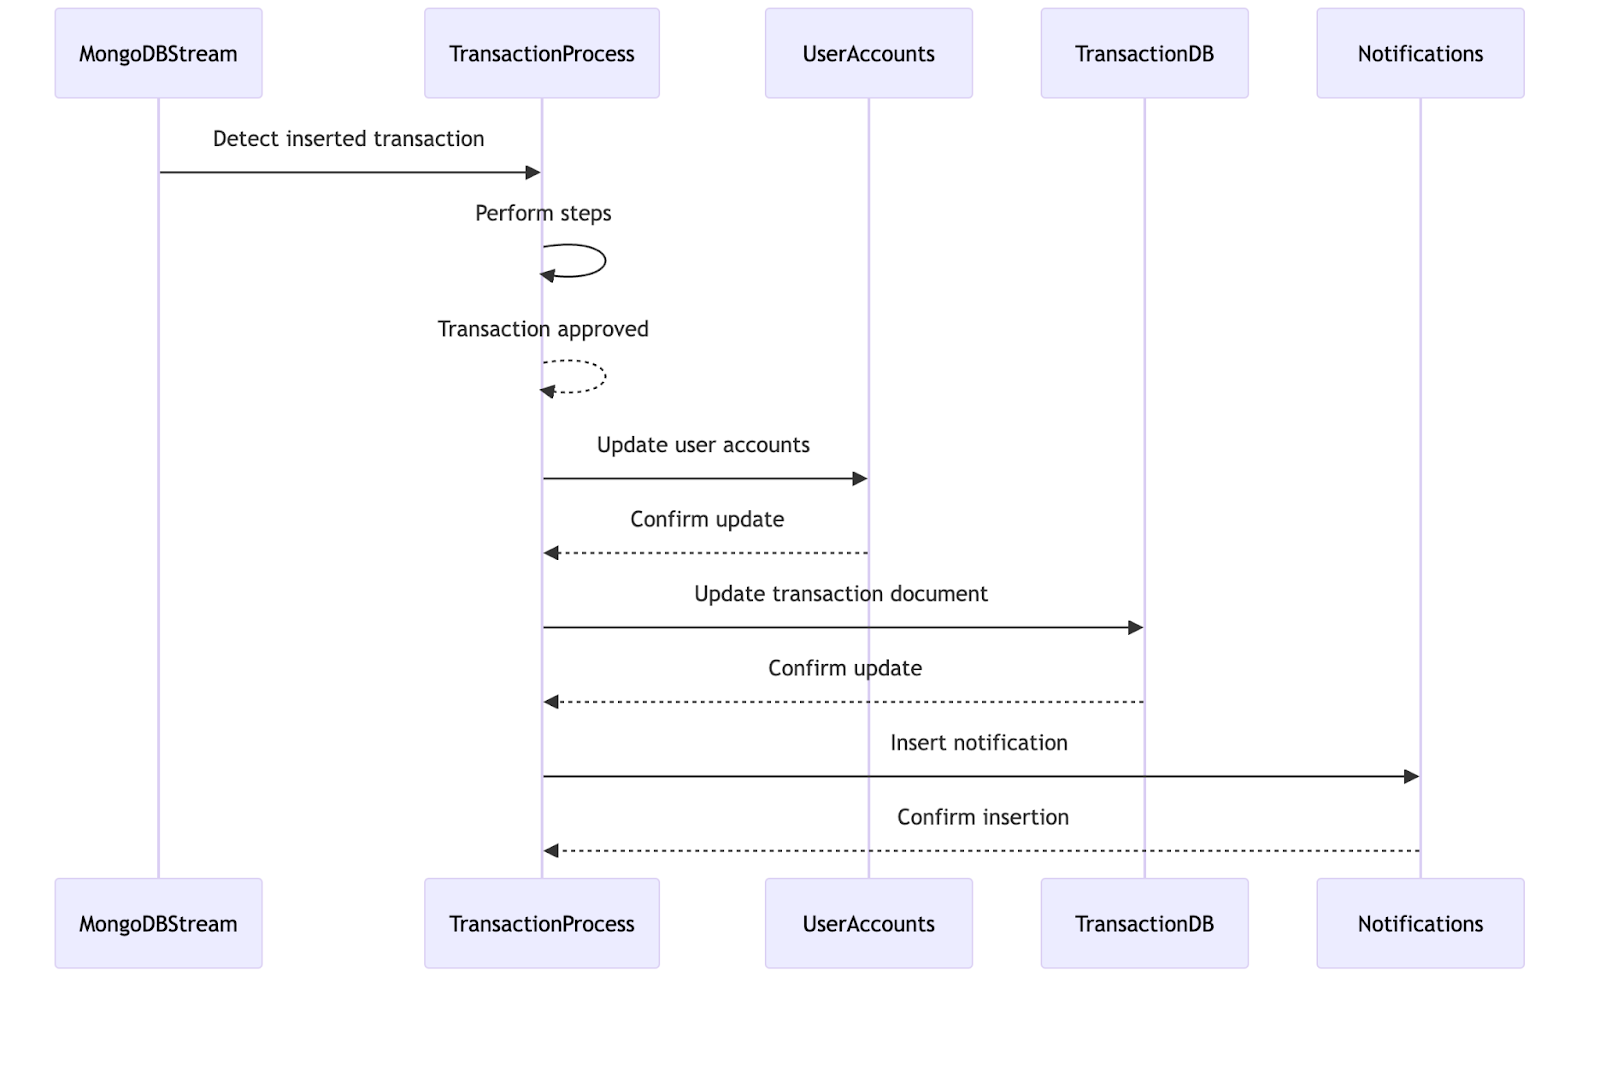 MongoDBStream
TransactionProcess
UserAccounts
TransactionDB
Notifications
Detect inserted transaction
Perform steps
Transaction approved
Update user accounts
Confirm update
Update transaction document
Confirm update
Insert notification
Confirm insertion
MongoDBStream
TransactionProcess
UserAccounts
TransactionDB
Notifications